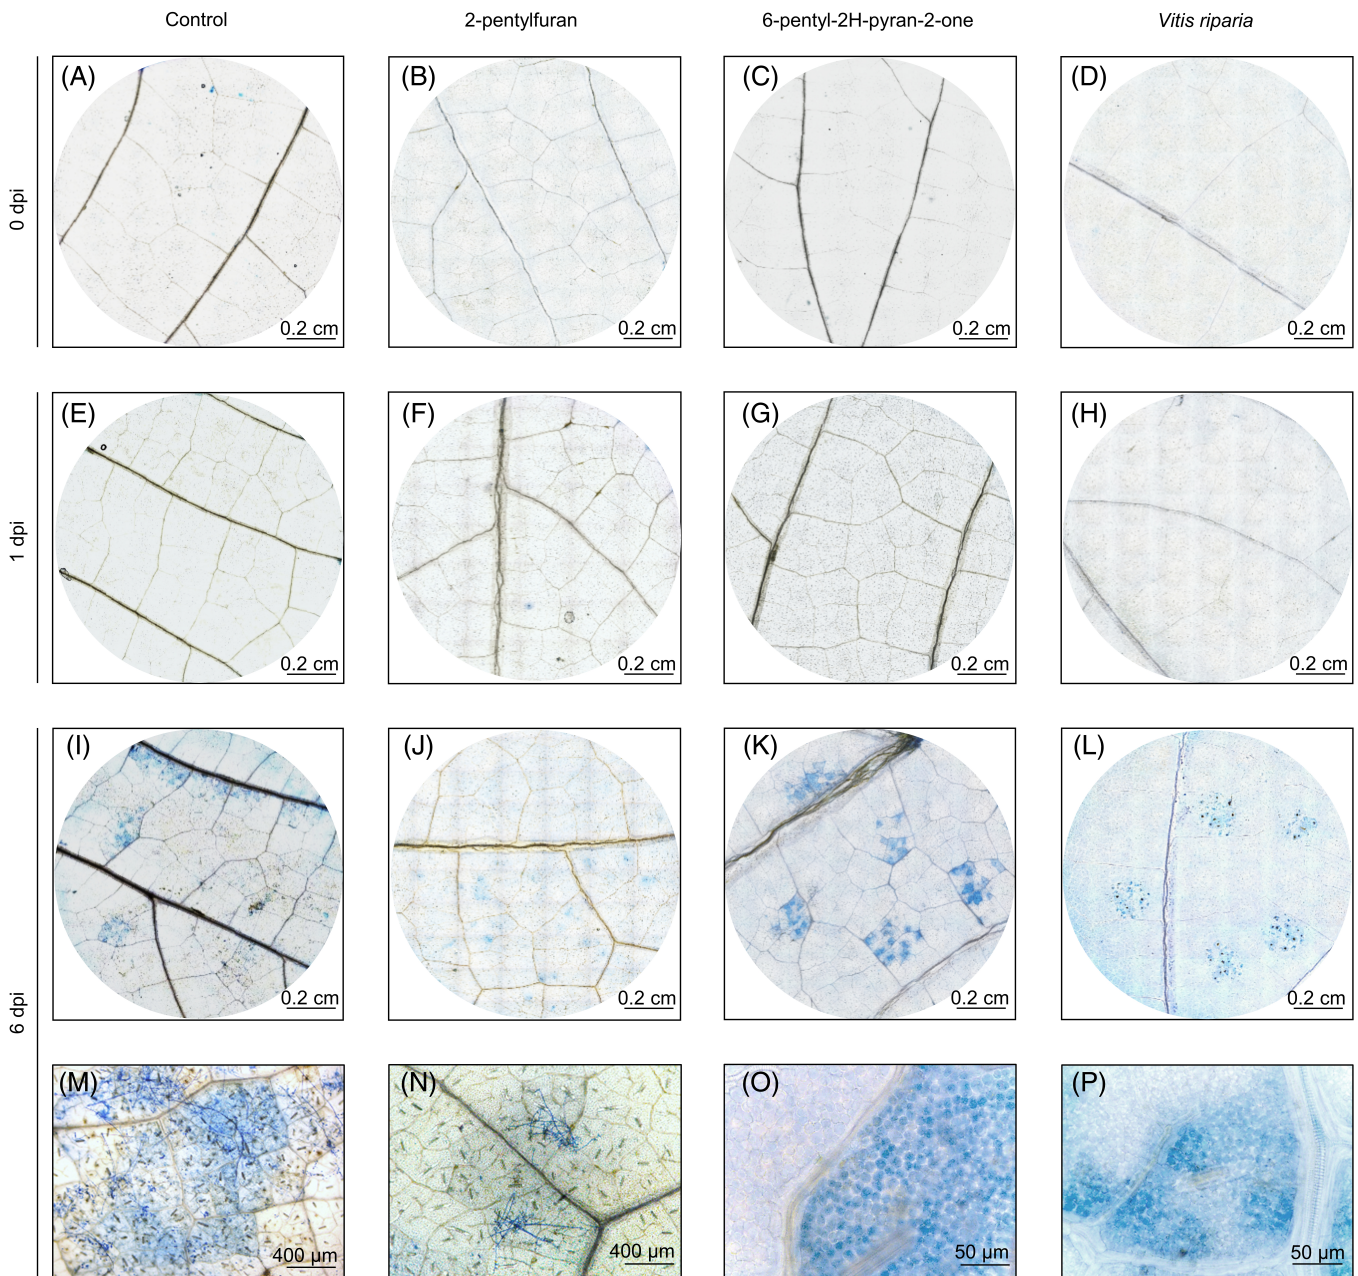 Control 2-pentylfuran 6-pentyl-2H-pyran-2-one Vitis riparia
0 dpi
(A) (B) (C) (D)
0.2 cm 0.2 cm 0.2 cm 0.2 cm
1 dpi
(E) (F) (G) (H)
0.2 cm 0.2 cm 0.2 cm 0.2 cm
6 dpi
(I) (J) (K) (L)
0.2 cm 0.2 cm 0.2 cm 0.2 cm
(M) (N) (O) (P)
400 µm 400 µm 50 µm 50 µm